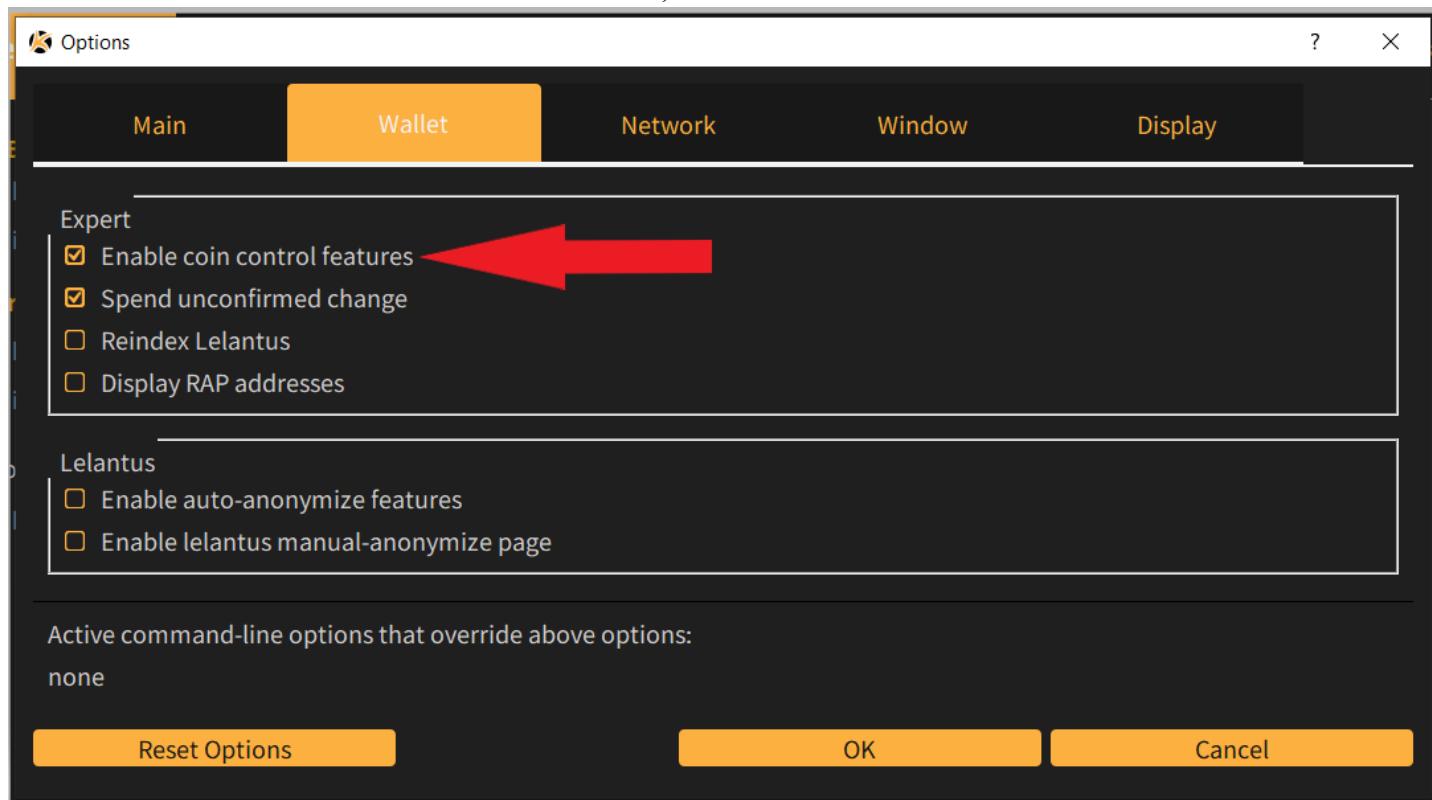 Options
?
Main Wallet Network Window Display
Expert
Enable coin control features
Spend unconfirmed change
Reindex Lelantus
Display RAP addresses
Lelantus
Enable auto-anonymize features
Enable lelantus manual-anonymize page
Active command-line options that override above options:
none
Reset Options OK Cancel